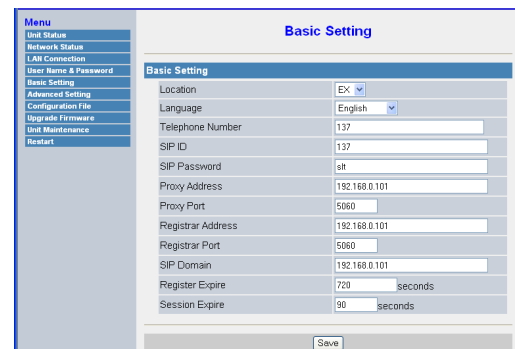 Menu
Unit Status
Network Status
LAN Connection
User Name & Password
Basic Setting
Advanced Setting
Configuration File
Upgrade Firmware
Unit Maintenance
Restart
Basic Setting
Basic Setting
Location EX
Language English
Telephone Number 137
SIP ID 137
SIP Password slt
Proxy Address 192.168.0.101
Proxy Port 5060
Registrar Address 192.168.0.101
Registrar Port 5060
SIP Domain 192.168.0.101
Register Expire 720 seconds
Session Expire 90 seconds
Save